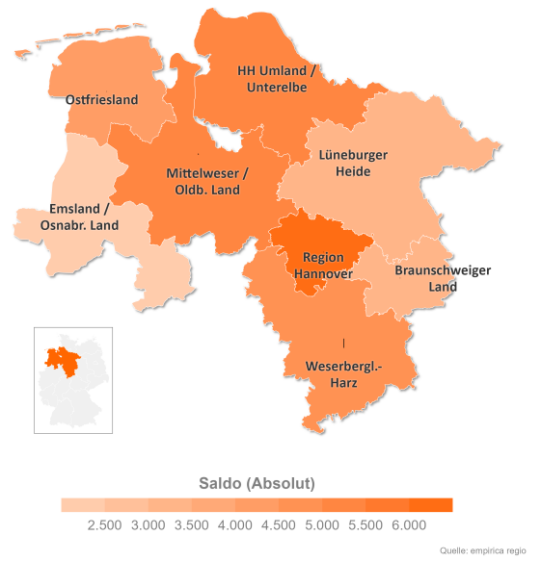 HH Umland /
Unterelbe
Ostfriesland
Lüneburger
Heide
Mittelweser /
Oldb. Land
Emsland /
Osnabr. Land
Region
Hannover
Braunschweiger
Land
Weserbergl.-
Harz
Saldo (Absolut)
2.500 3.000 3.500 4.000 4.500 5.000 5.500 6.000
Quelle: empirica regio